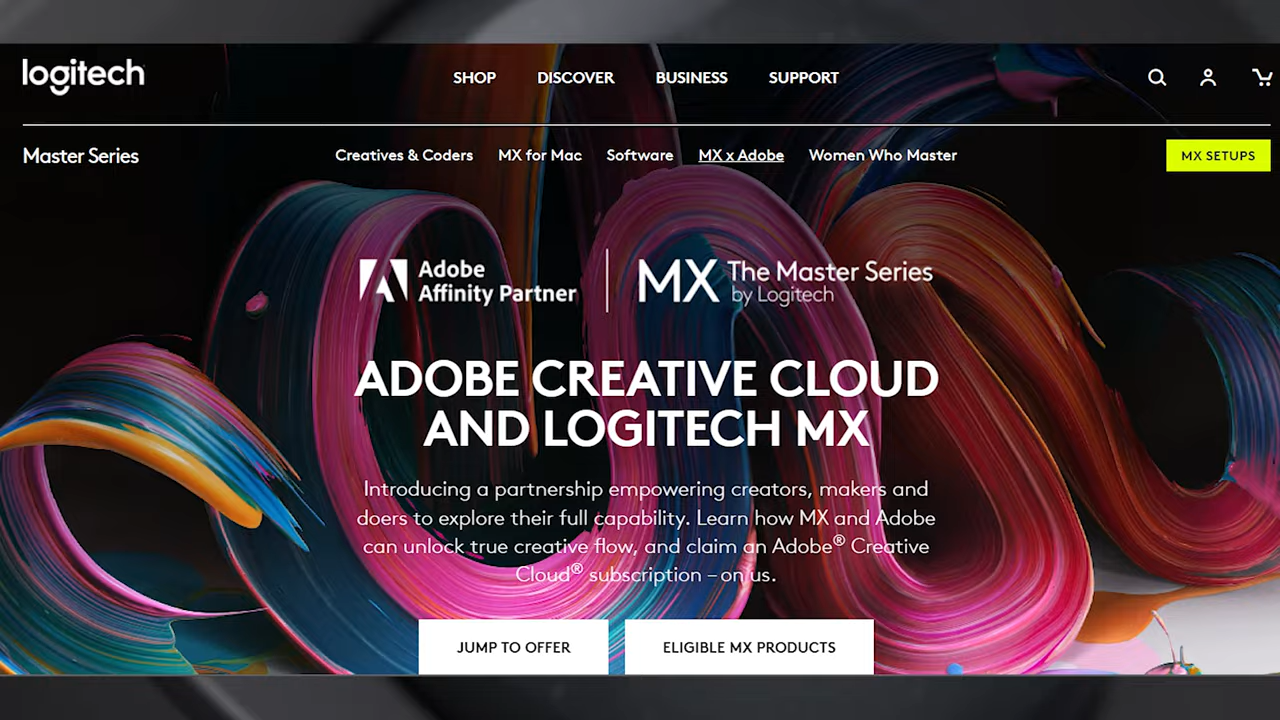 logitech
SHOP DISCOVER BUSINESS SUPPORT
Master Series
Creatives & Coders MX for Mac Software MX x Adobe Women Who Master
MX SETUPS
Adobe
Affinity Partner
MX The Master Series
by Logitech
ADOBE CREATIVE CLOUD
AND LOGITECH MX
Introducing a partnership empowering creators, makers and
doers to explore their full capability. Learn how MX and Adobe
can unlock true creative flow, and claim an Adobe® Creative
Cloud® subscription – on us.
JUMP TO OFFER
ELIGIBLE MX PRODUCTS